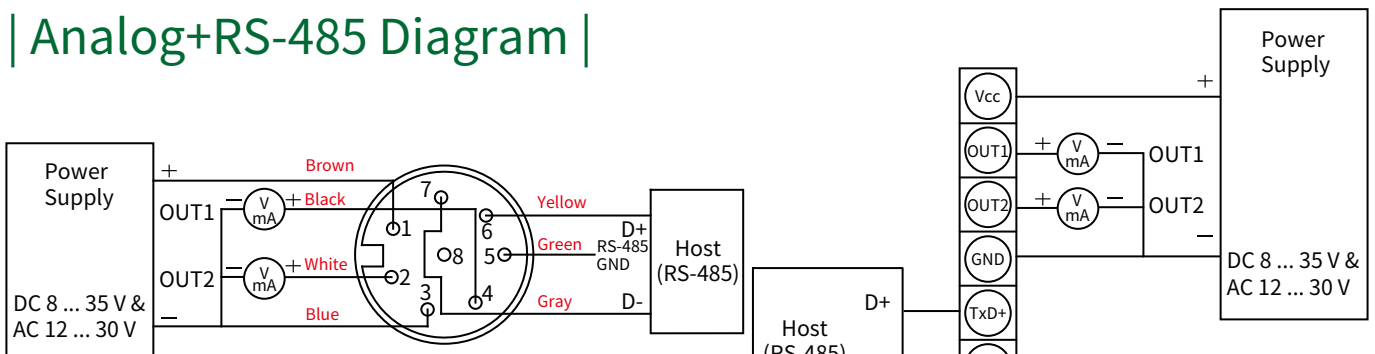 | Analog+RS-485 Diagram |
Power
Supply
+
Brown
OUT1
−
V
mA
+
Black
OUT2
−
V
mA
+
White
DC 8 ... 35 V &
AC 12 ... 30 V
−
Blue
7
1
6
8
5
2
3
4
Yellow
D+
Green
RS-485
GND
Gray
D-
Host
(RS-485)
Host
(RS-485)
D+
Vcc
OUT1
OUT2
GND
TxD+
+
V
mA
−
OUT1
+
V
mA
−
OUT2
+
−
Power
Supply
DC 8 ... 35 V &
AC 12 ... 30 V